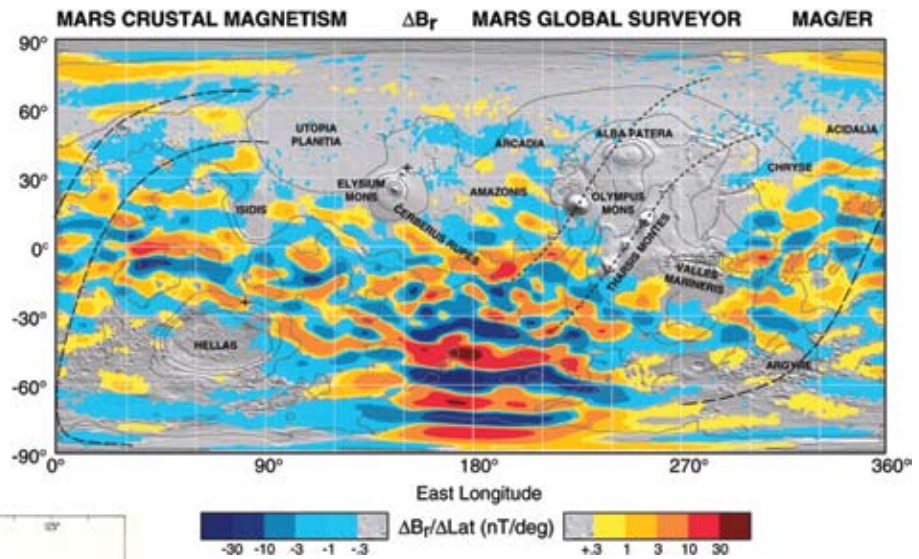 MARS CRUSTAL MAGNETISM ΔBr MARS GLOBAL SURVEYOR MAG/ER
90°
60°
30°
0°
-30°
-60°
-90°
UTOPIA
PLANITIA
ARCADIA
ALBA PATERA
ACIDALIA
CHRYSE
ELYSIUM
MONS
AMAZONIS
OLYMPUS
MONS
ISIDIS
CERBERUS RUPES
THARSIS MONTES
VALLES
MARINERIS
HELLAS
ARGYRE
0° 90° 180° 270° 360°
East Longitude
ΔBr/ΔLat (nT/deg)
-30 -10 -3 -1 -.3 +.3 1 3 10 30